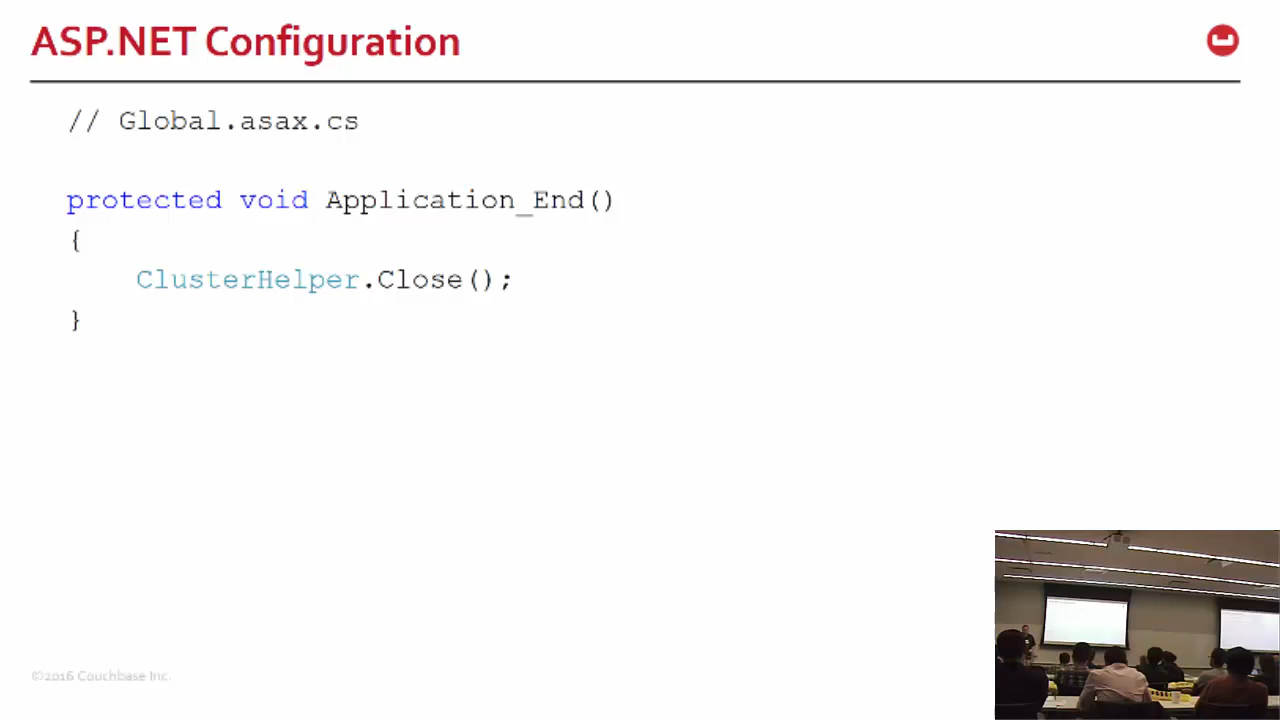 ASP.NET Configuration
// Global.asax.cs
protected void Application_End()
{
ClusterHelper.Close();
}
©2016 Couchbase Inc.